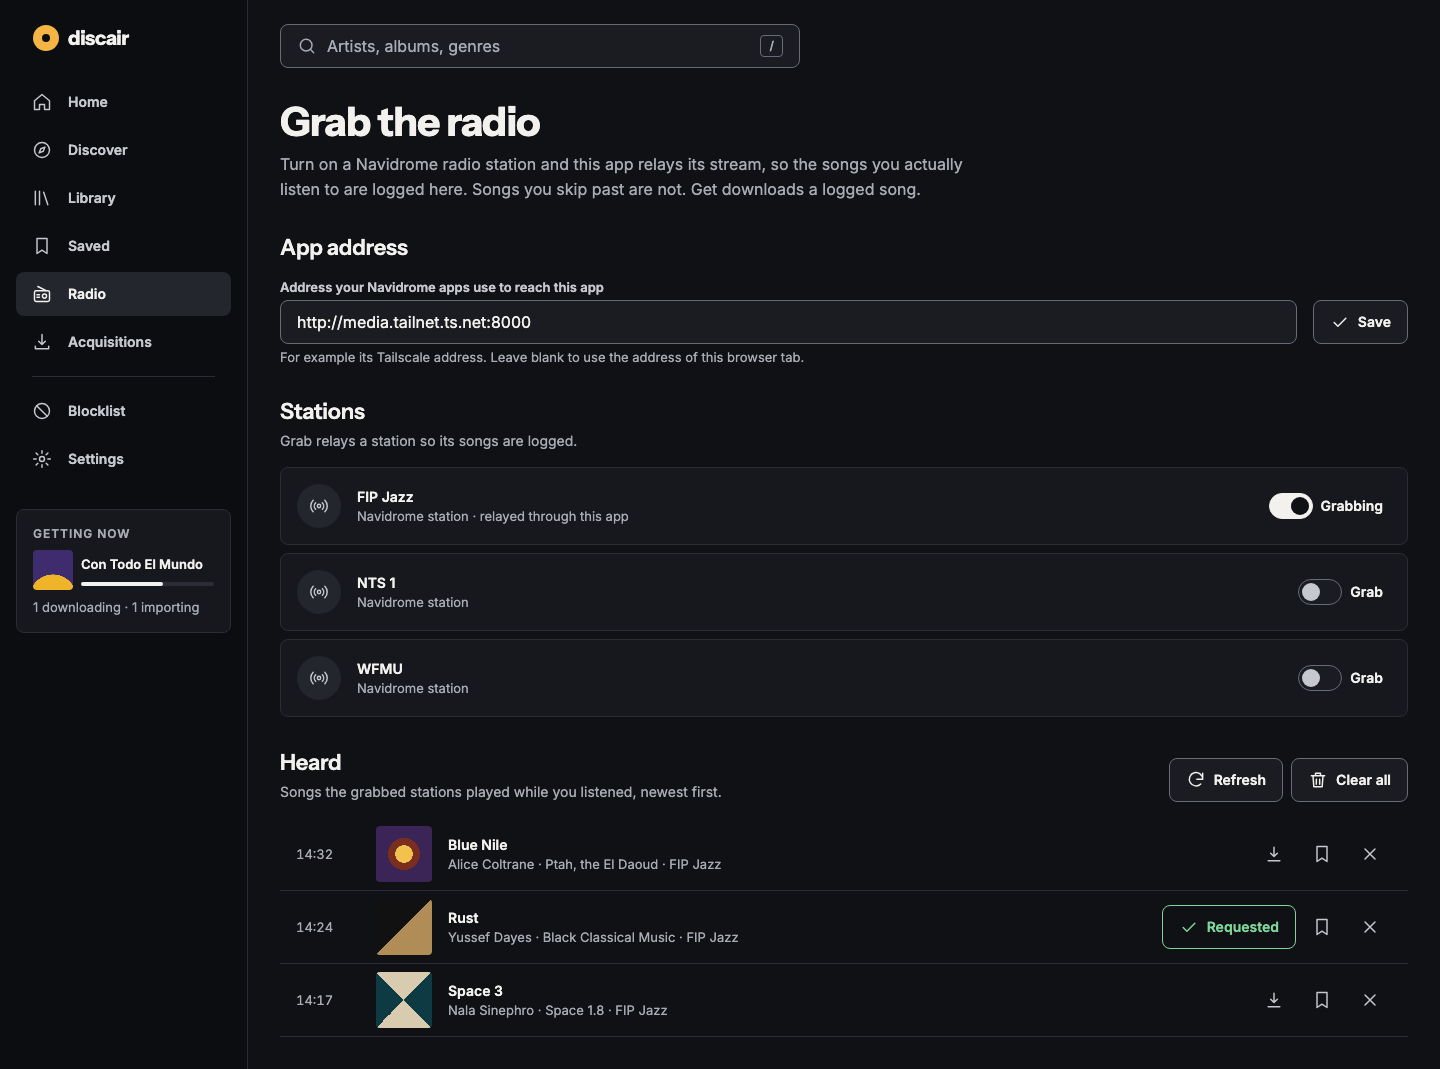 discair
Home
Discover
Library
Saved
Radio
Acquisitions
Blocklist
Settings
GETTING NOW
Con Todo El Mundo
1 downloading · 1 importing
Artists, albums, genres
/
Grab the radio
Turn on a Navidrome radio station and this app relays its stream, so the songs you actually
listen to are logged here. Songs you skip past are not. Get downloads a logged song.
App address
Address your Navidrome apps use to reach this app
http://media.tailnet.ts.net:8000
Save
For example its Tailscale address. Leave blank to use the address of this browser tab.
Stations
Grab relays a station so its songs are logged.
FIP Jazz
Navidrome station · relayed through this app
Grabbing
NTS 1
Navidrome station
Grab
WFMU
Navidrome station
Grab
Heard
Songs the grabbed stations played while you listened, newest first.
Refresh
Clear all
14:32
Blue Nile
Alice Coltrane · Ptah, the El Daoud · FIP Jazz
14:24
Rust
Yussef Dayes · Black Classical Music · FIP Jazz
Requested
14:17
Space 3
Nala Sinephro · Space 1.8 · FIP Jazz